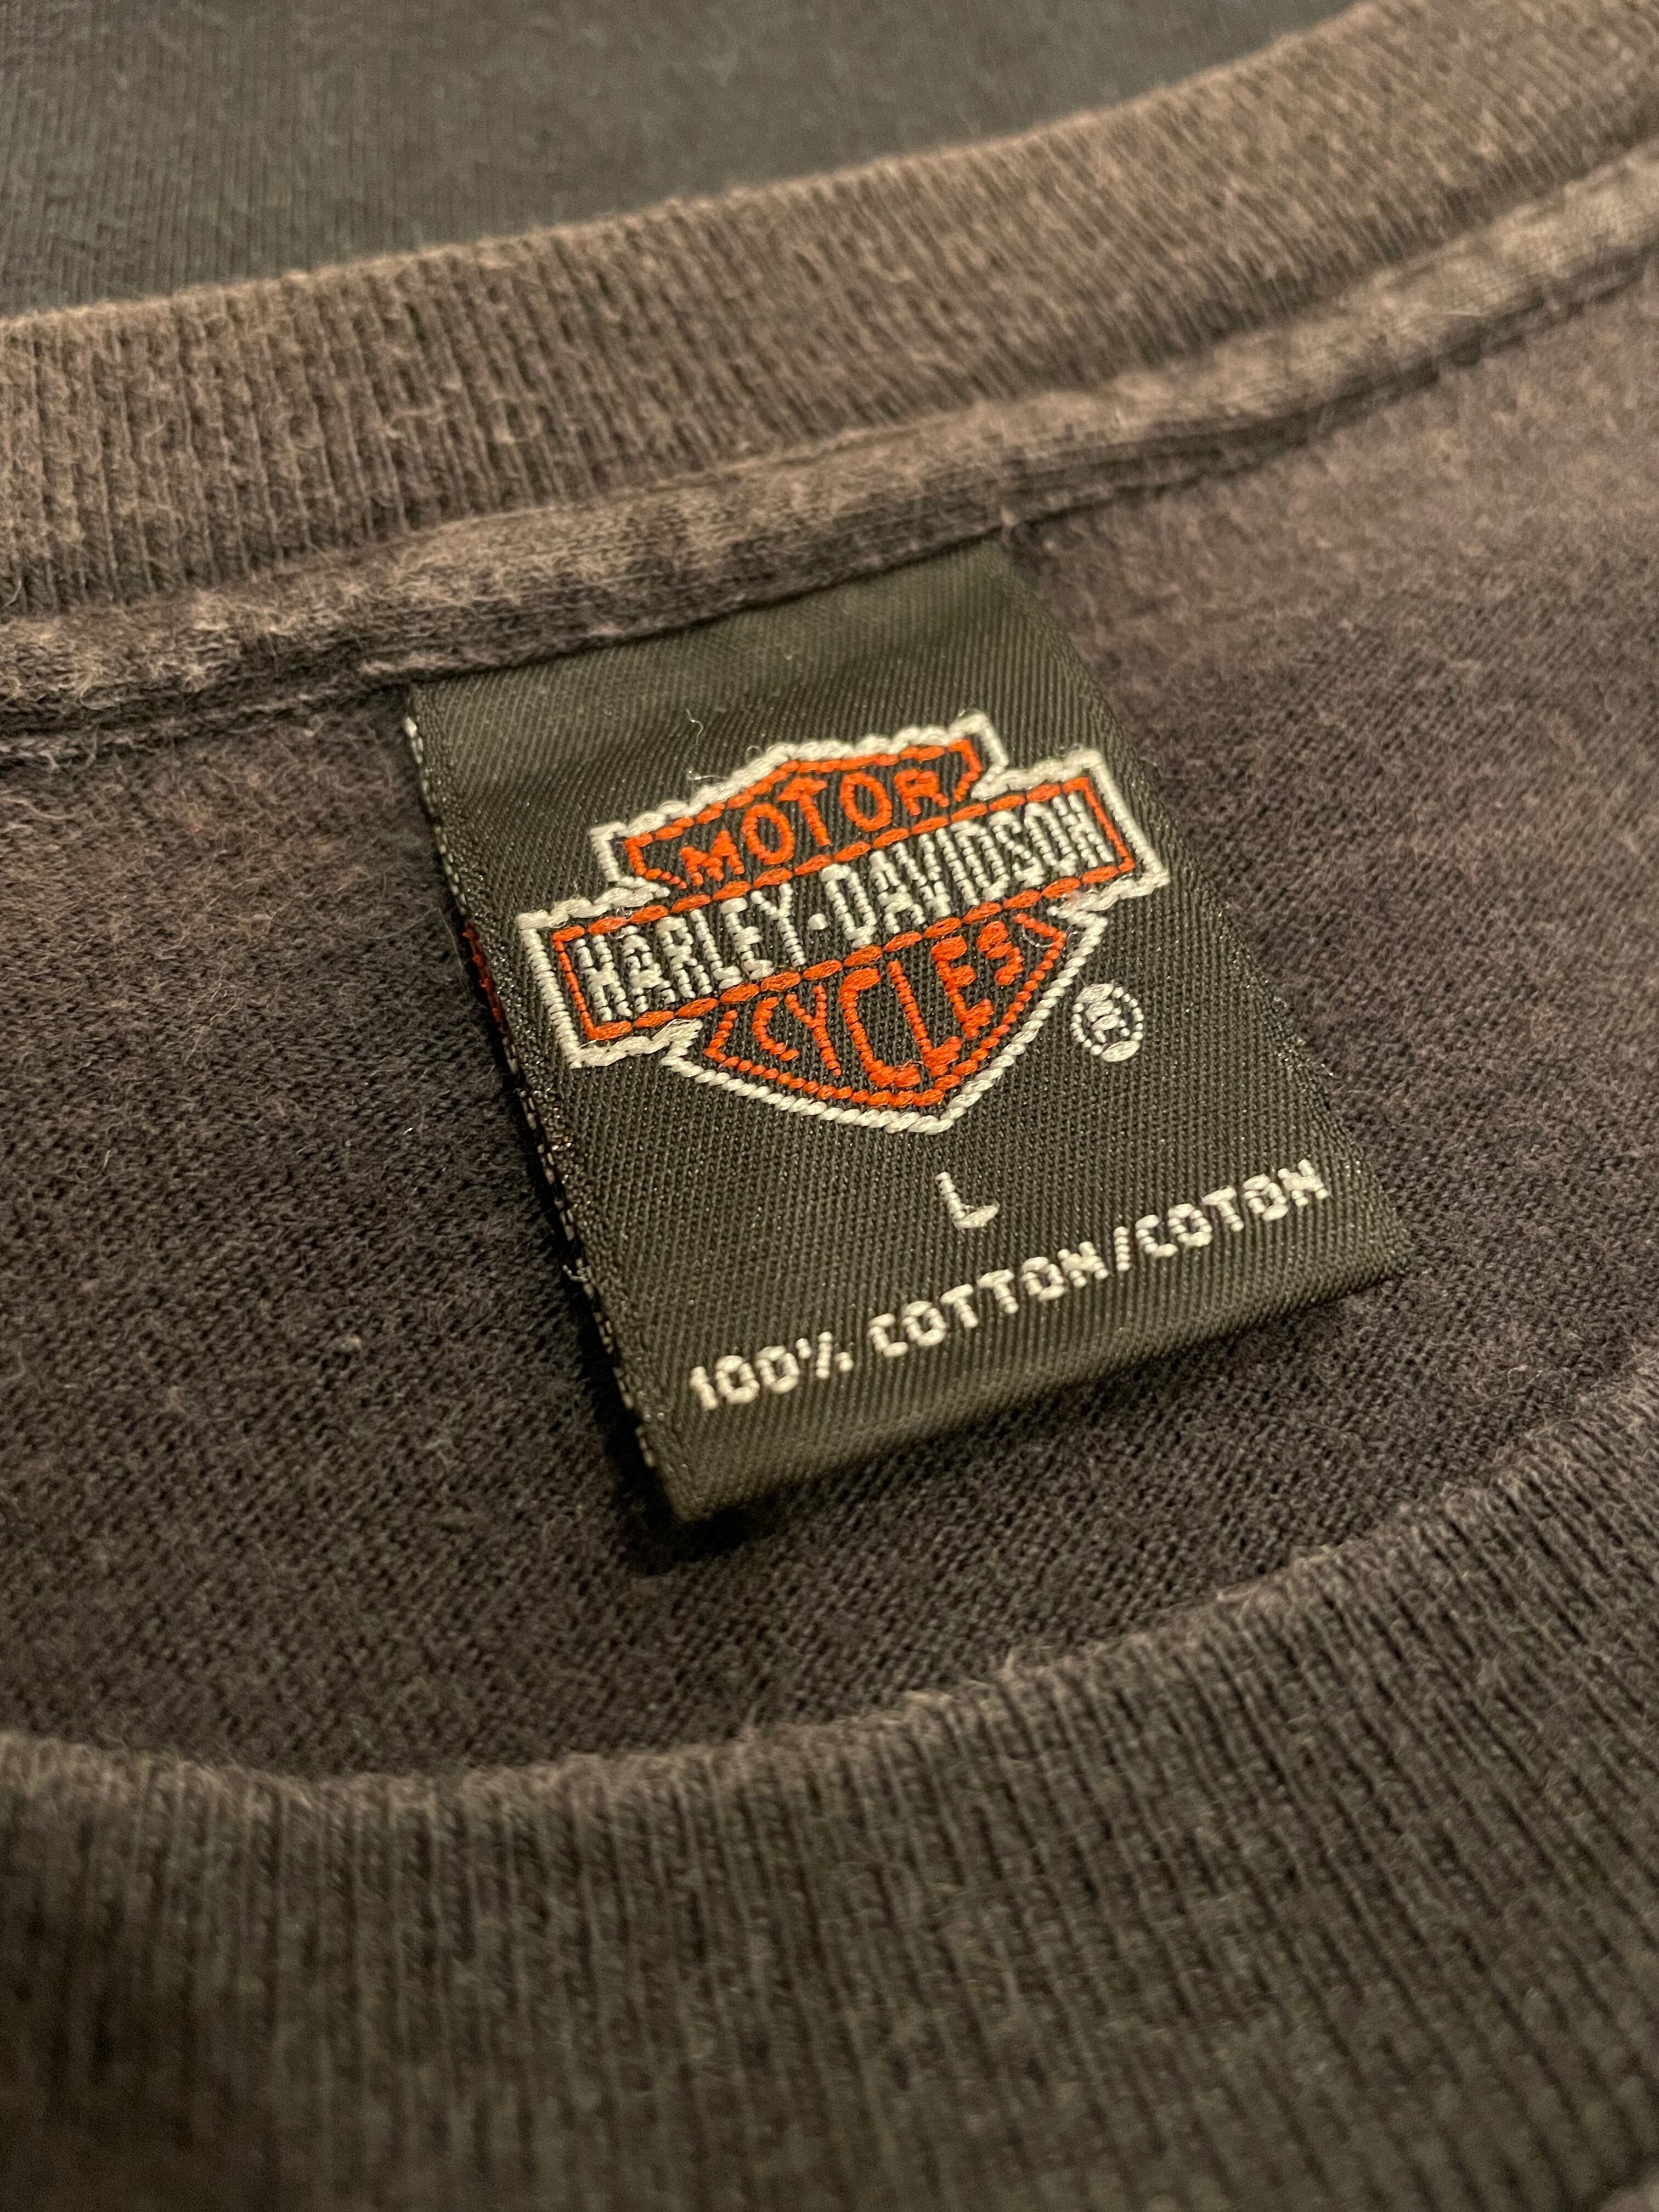 MOTOR
HARLEY-DAVIDSON
CYCLES
®
L
100% COTTON/COTON